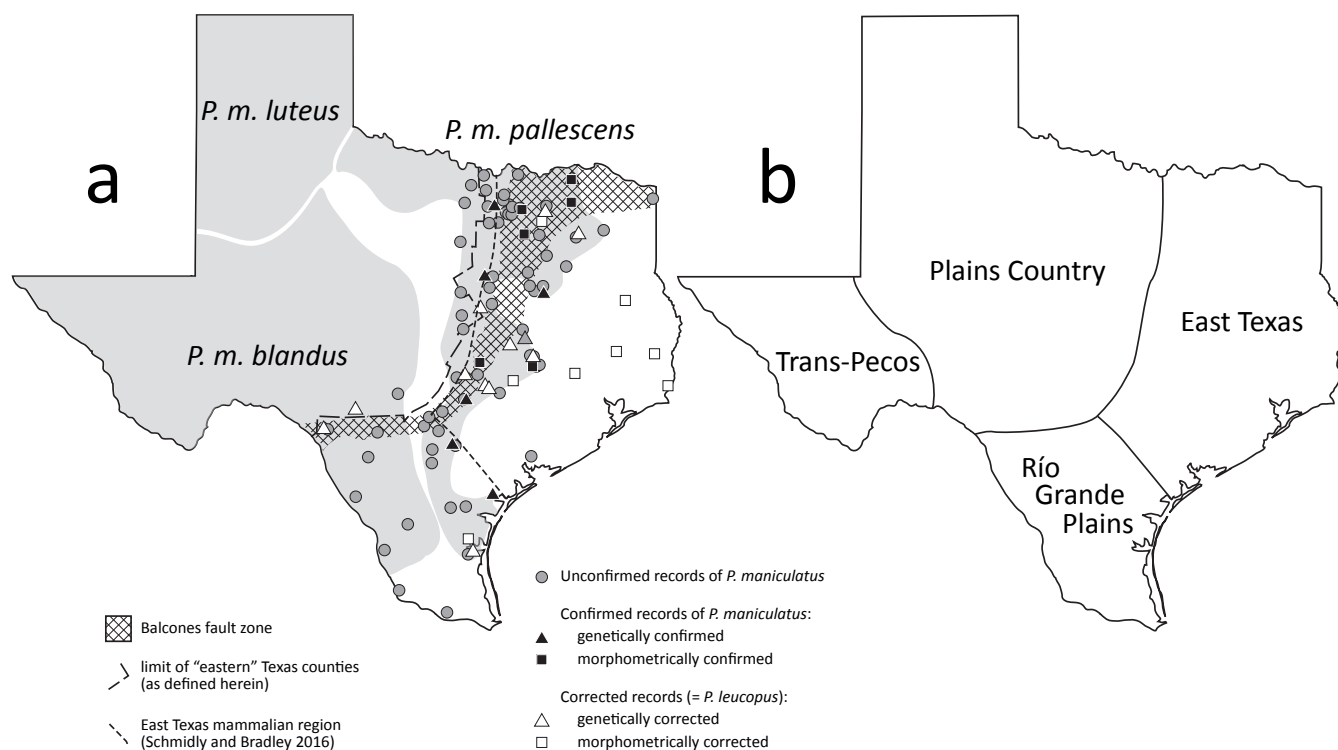 a
P. m. luteus
P. m. pallescens
P. m. blandus
Balcones fault zone
limit of “eastern” Texas counties
(as defined herein)
East Texas mammalian region
(Schmidly and Bradley 2016)
Unconfirmed records of P. maniculatus
Confirmed records of P. maniculatus:
genetically confirmed
morphometrically confirmed
Corrected records (= P. leucopus):
genetically corrected
morphometrically corrected
b
Plains Country
East Texas
Trans-Pecos
Río
Grande
Plains